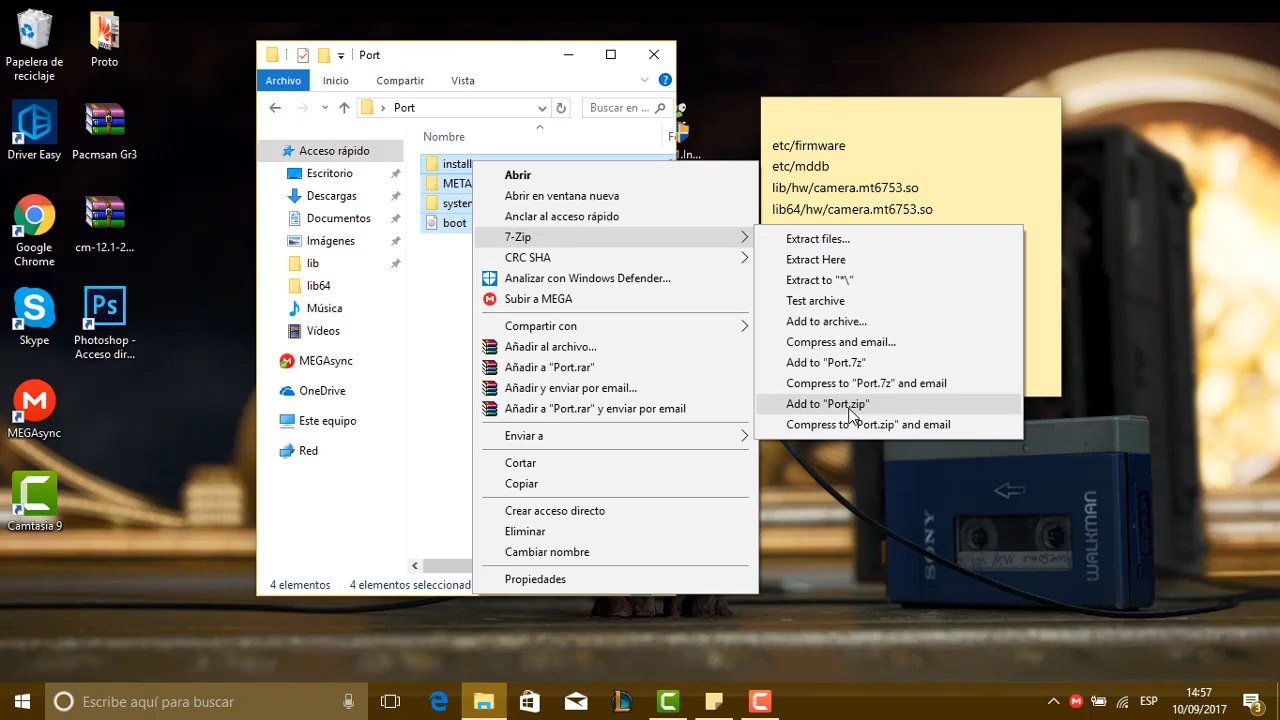 Papelera de
reciclaje
Proto
Driver Easy
Pacmsan Gr3
Google
Chrome
cm-12.1-2...
Skype
Photoshop -
Acceso dir...
MEGAsync
Camtasia 9
Port
Archivo
Inicio
Compartir
Vista
Port
Buscar en ...
Nombre
Acceso rápido
Escritorio
Descargas
Documentos
Imágenes
lib
lib64
Música
Vídeos
MEGAsync
OneDrive
Este equipo
Red
install
META
system
boot
4 elementos
4 elementos seleccionad
Abrir
Abrir en ventana nueva
Anclar al acceso rápido
7-Zip
CRC SHA
Analizar con Windows Defender...
Subir a MEGA
Compartir con
Añadir al archivo...
Añadir a "Port.rar"
Añadir y enviar por email...
Añadir a "Port.rar" y enviar por email
Enviar a
Cortar
Copiar
Crear acceso directo
Eliminar
Cambiar nombre
Propiedades
Extract files...
Extract Here
Extract to "*\"
Test archive
Add to archive...
Compress and email...
Add to "Port.7z"
Compress to "Port.7z" and email
Add to "Port.zip"
Compress to "Port.zip" and email
etc/firmware
etc/mddb
lib/hw/camera.mt6753.so
lib64/hw/camera.mt6753.so
SONY
WALKMAN
Escribe aquí para buscar
ESP
14:57
10/09/2017
3